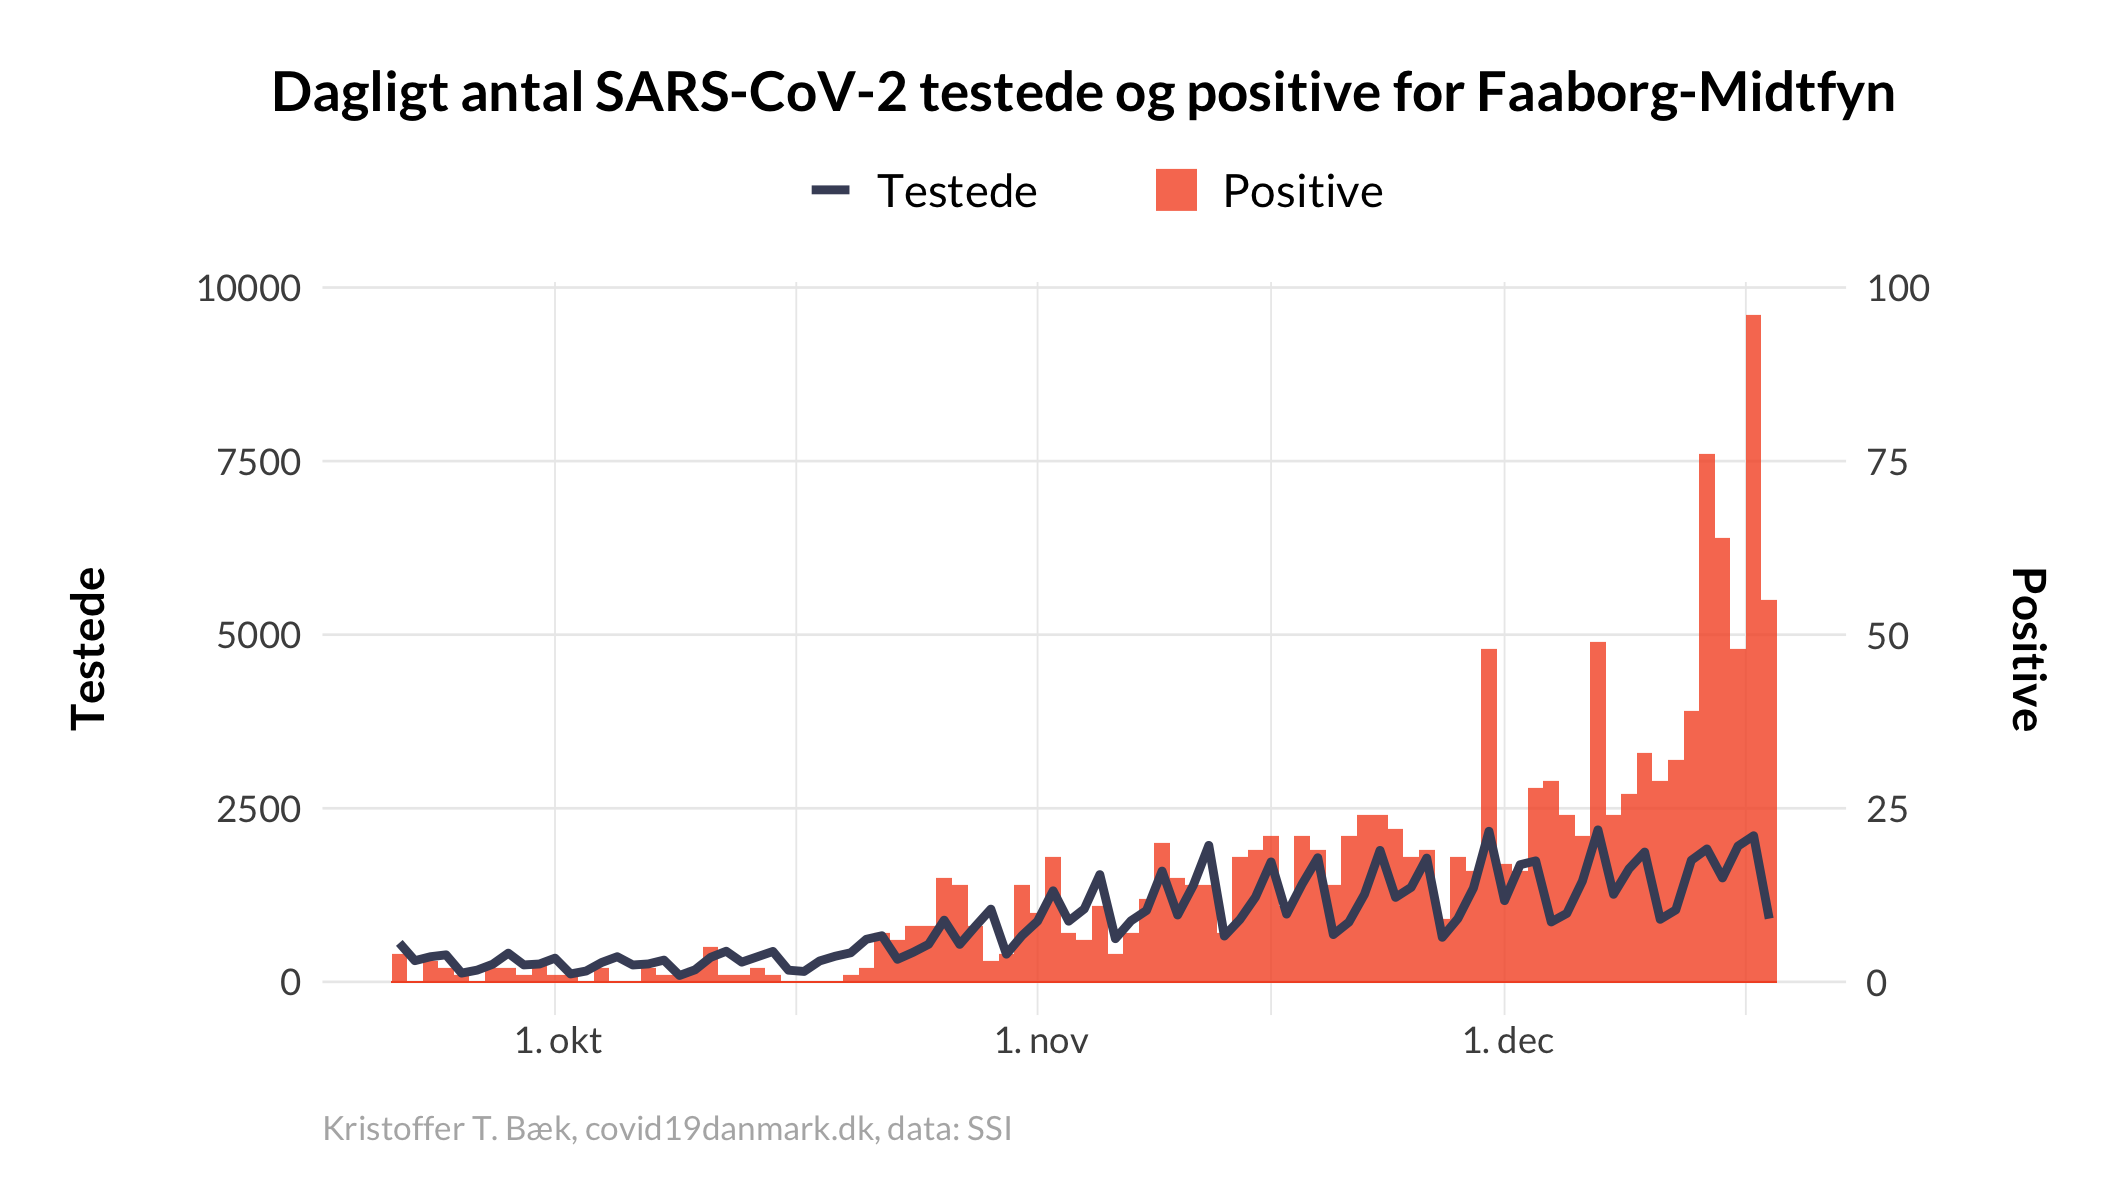 Dagligt antal SARS-CoV-2 testede og positive for Faaborg-Midtfyn
Testede
Positive
10000
7500
5000
2500
0
100
75
50
25
0
Testede
Positive
1. okt
1. nov
1. dec
Kristoffer T. Bæk, covid19danmark.dk, data: SSI